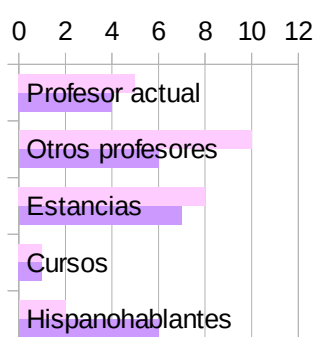 0 2 4 6 8 10 12
Profesor actual
Otros profesores
Estancias
Cursos
Hispanohablantes